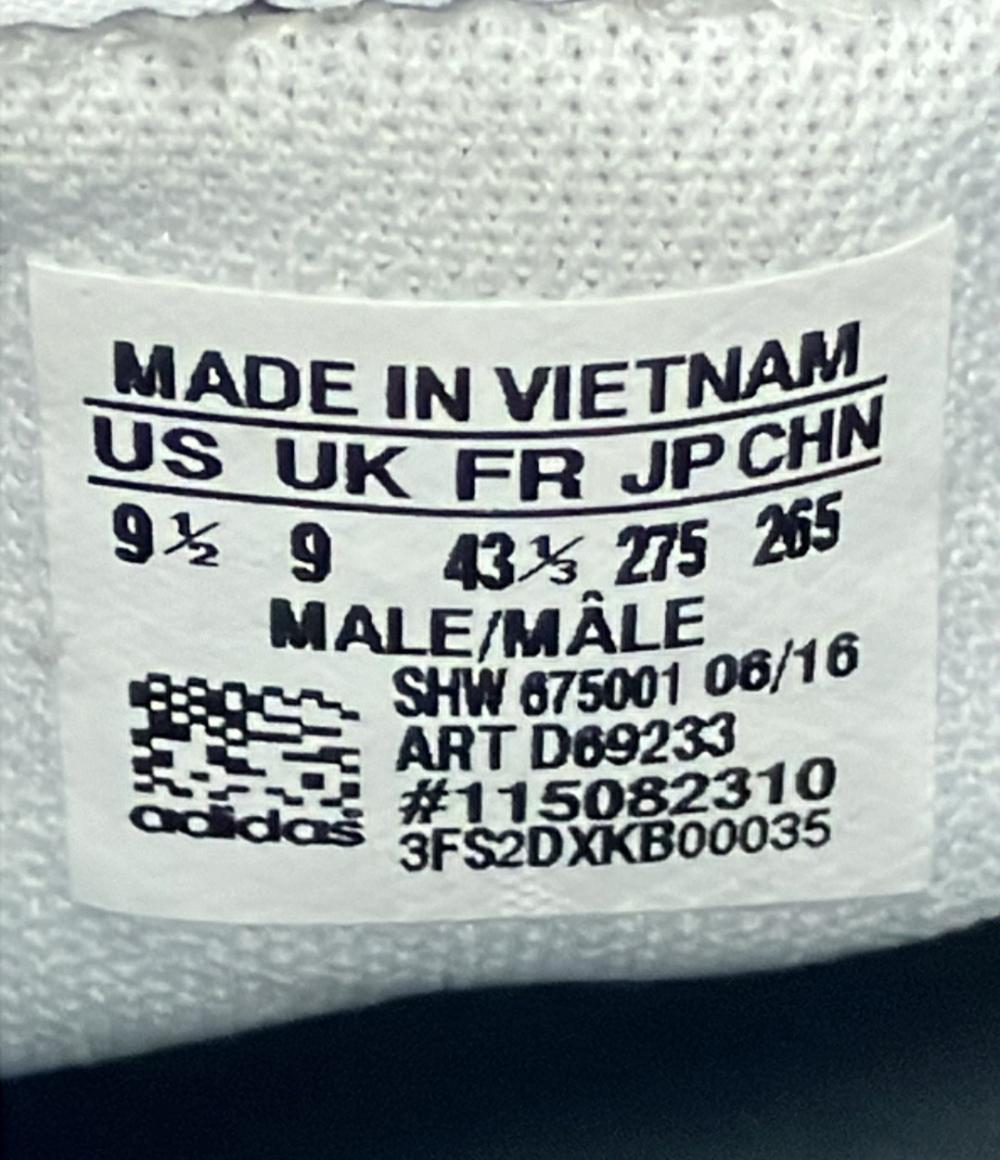 MADE IN VIETNAM
US UK FR JP CHN
9½ 9 43⅓ 275 265
MALE/MÂLE
SHW 675001 06/16
ART D69233
#115082310
adidas
3FS2DXKB00035